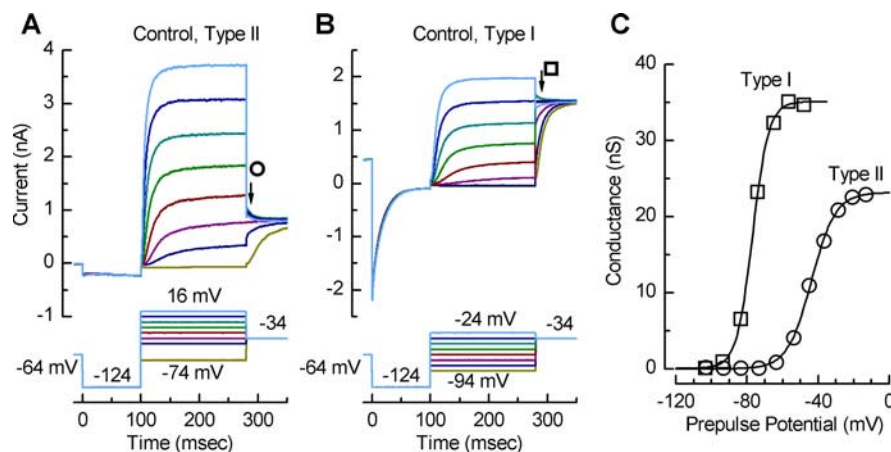 A
Control, Type II
4
3
2
1
0
-1
Current (nA)
16 mV
-34
-64 mV
-124
-74 mV
0
100
200
300
Time (msec)
B
Control, Type I
2
1
0
-1
-2
-24 mV
-34
-64 mV
-124
-94 mV
0
100
200
300
Time (msec)
C
40
30
20
10
0
Conductance (nS)
Type I
Type II
-120
-80
-40
0
Prepulse Potential (mV)